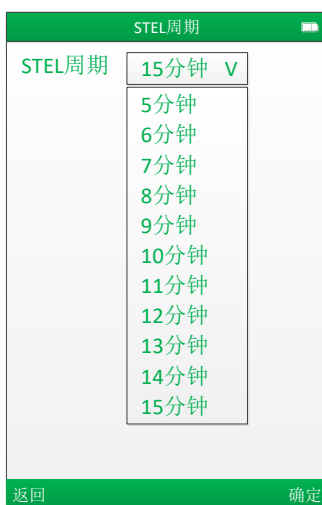 STEL周期
STEL周期 15分钟 V
5分钟
6分钟
7分钟
8分钟
9分钟
10分钟
11分钟
12分钟
13分钟
14分钟
15分钟
返回 确定